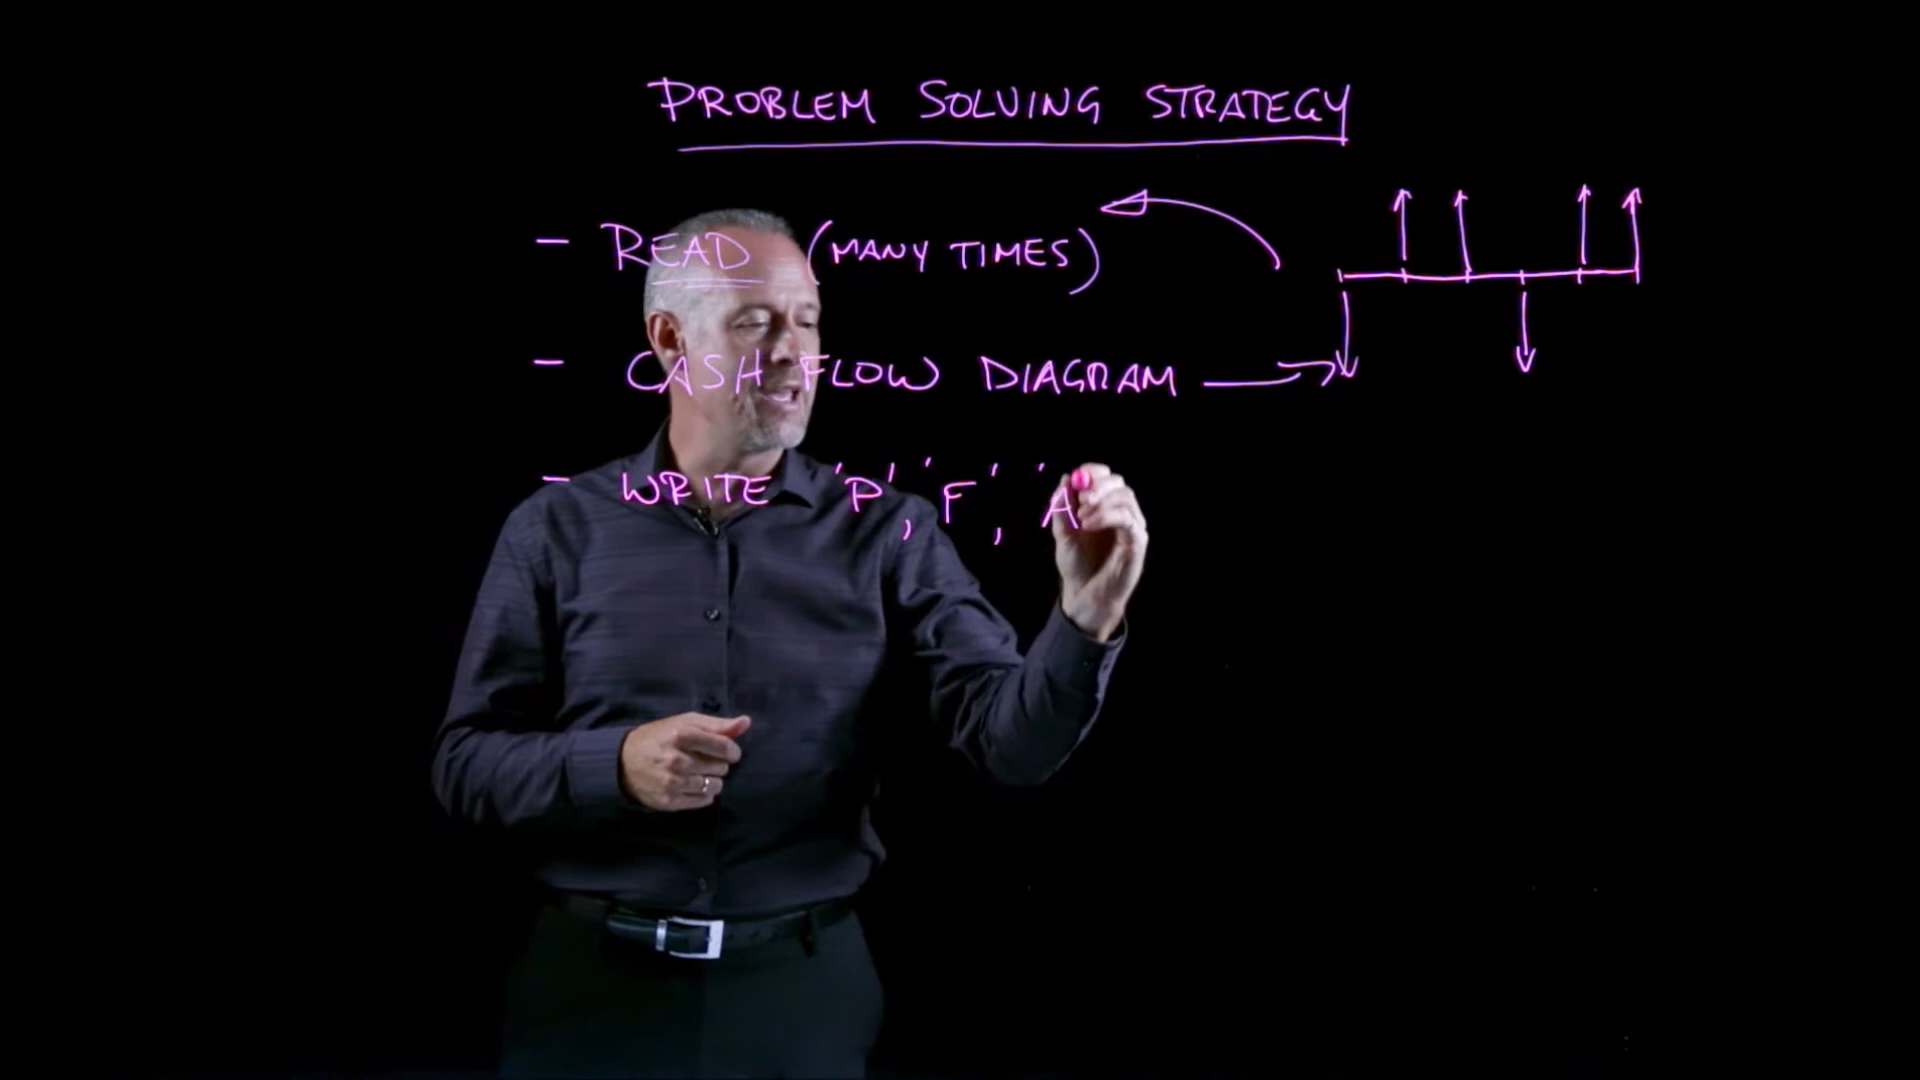 PROBLEM SOLVING STRATEGY
- READ (MANY TIMES)
- CASH FLOW DIAGRAM
- WRITE 'P', 'F', 'A